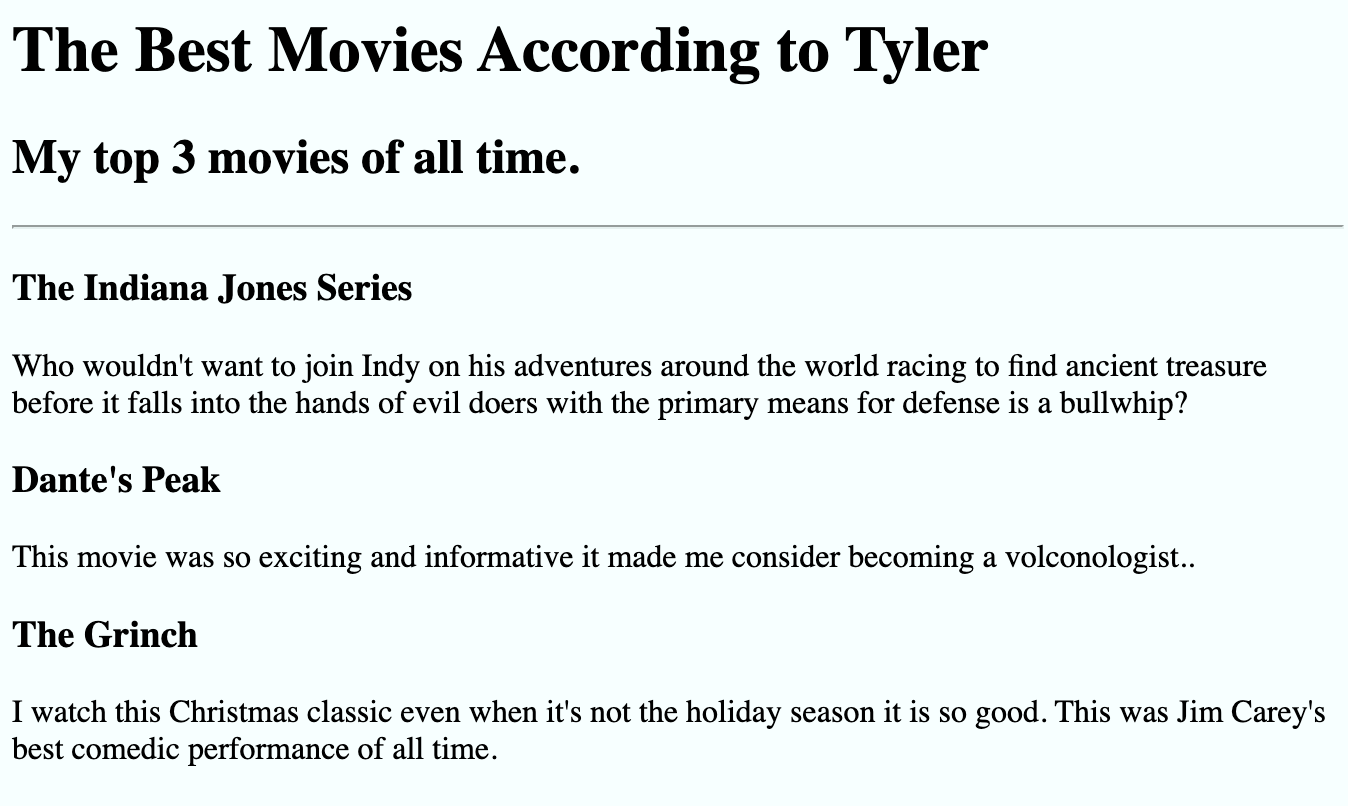 The Best Movies According to Tyler
My top 3 movies of all time.
The Indiana Jones Series
Who wouldn't want to join Indy on his adventures around the world racing to find ancient treasure
before it falls into the hands of evil doers with the primary means for defense is a bullwhip?
Dante's Peak
This movie was so exciting and informative it made me consider becoming a volconologist..
The Grinch
I watch this Christmas classic even when it's not the holiday season it is so good. This was Jim Carey's
best comedic performance of all time.